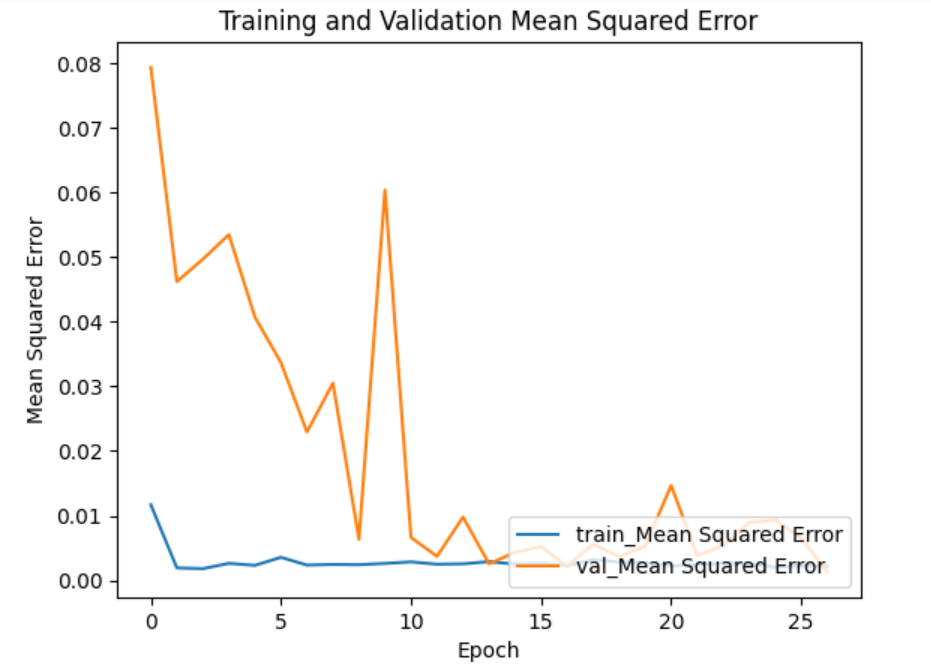 Training and Validation Mean Squared Error
0.08
0.07
0.06
0.05
0.04
0.03
0.02
0.01
0.00
Mean Squared Error
train_Mean Squared Error
val_Mean Squared Error
0 5 10 15 20 25
Epoch